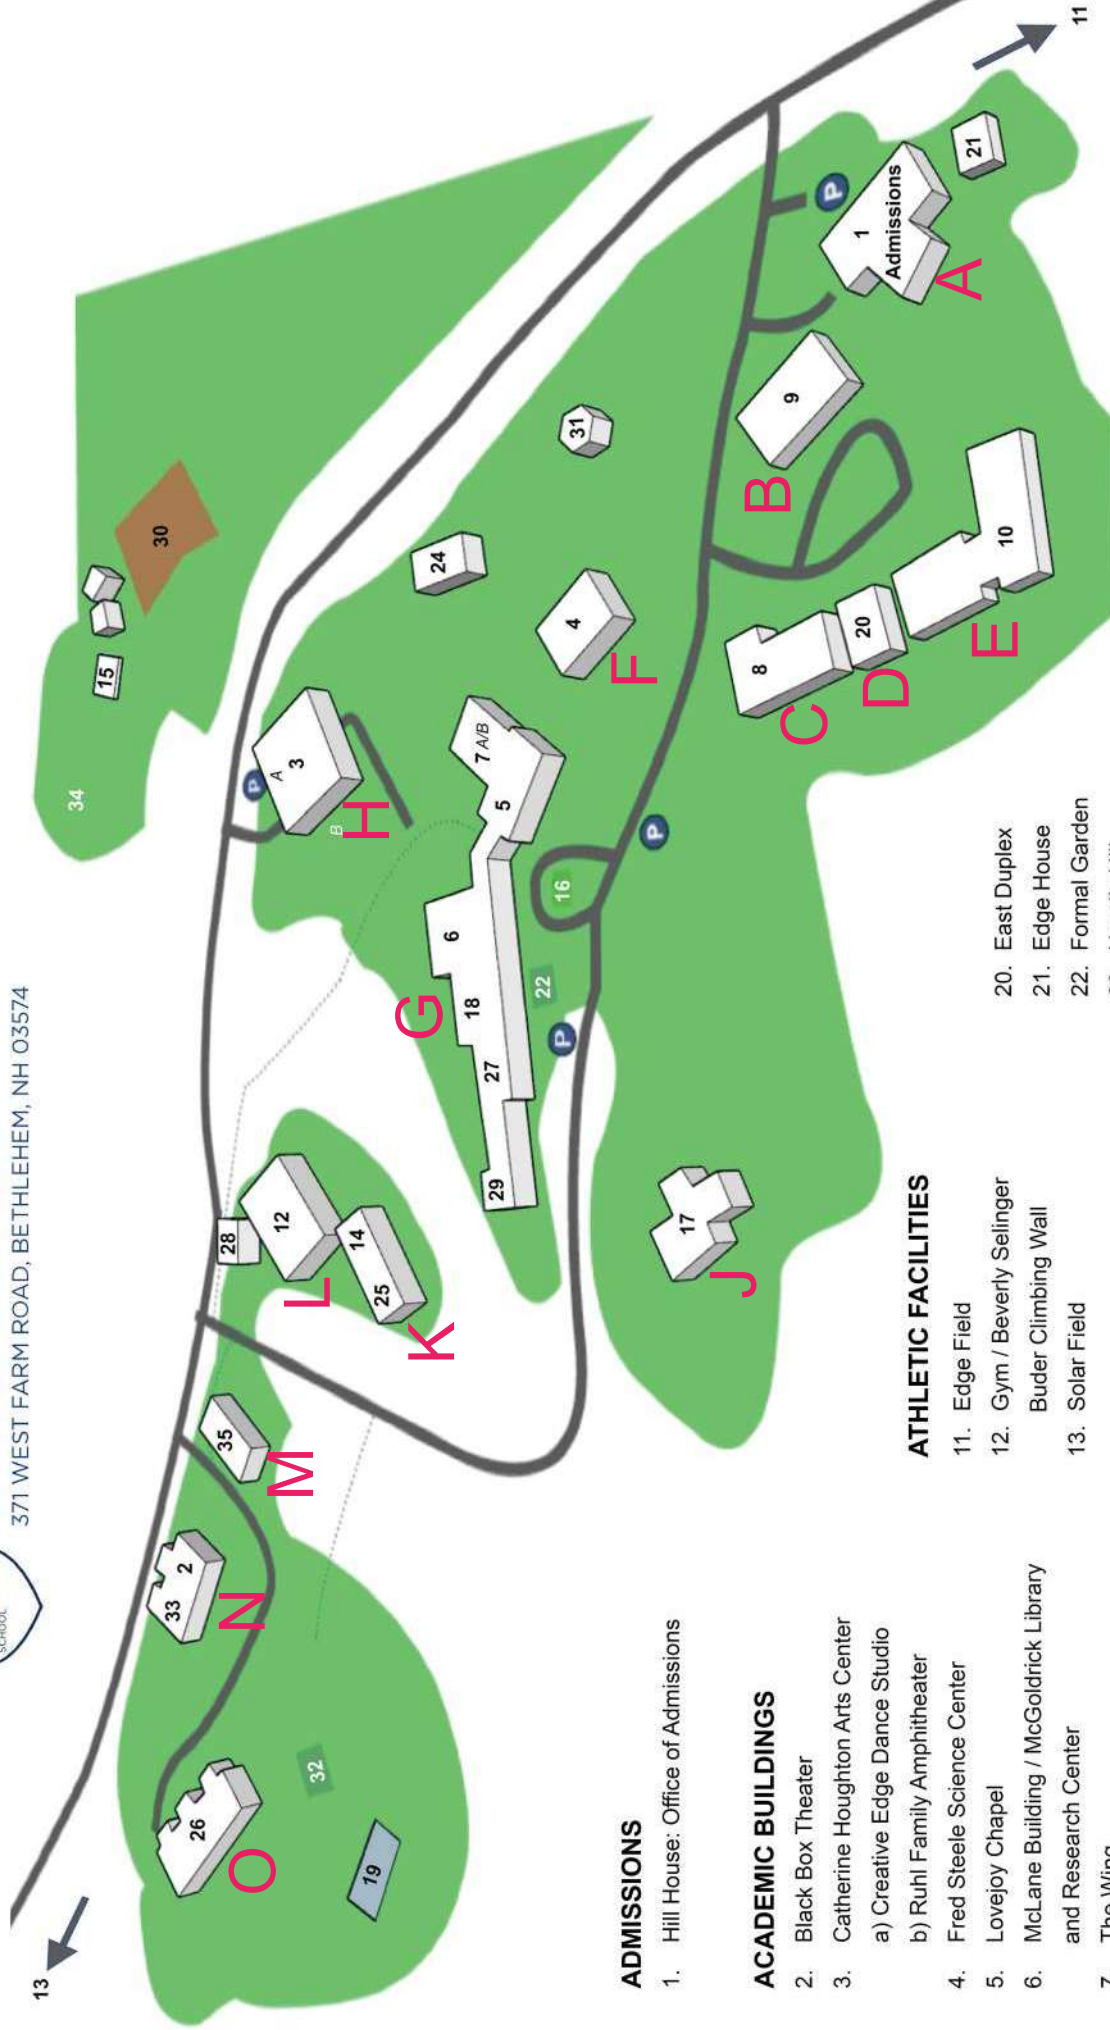 SCHOOL
371 WEST FARM ROAD, BETHLEHEM, NH 03574
13
26
O
32
19
33
2
N
35
M
28
12
L
14
25
K
34
15
30
A
3
P
B
H
G
6
18
27
29
22
P
16
5
7 A/B
24
4
F
31
P
17
J
8
C
20
D
10
E
9
B
P
1
Admissions
A
21
11
ADMISSIONS
1. Hill House: Office of Admissions
ACADEMIC BUILDINGS
2. Black Box Theater
3. Catherine Houghton Arts Center
a) Creative Edge Dance Studio
b) Ruhl Family Amphitheater
4. Fred Steele Science Center
5. Lovejoy Chapel
6. McLane Building / McGoldrick Library
and Research Center
7. The Wing
ATHLETIC FACILITIES
11. Edge Field
12. Gym / Beverly Selinger
Buder Climbing Wall
13. Solar Field
20. East Duplex
21. Edge House
22. Formal Garden